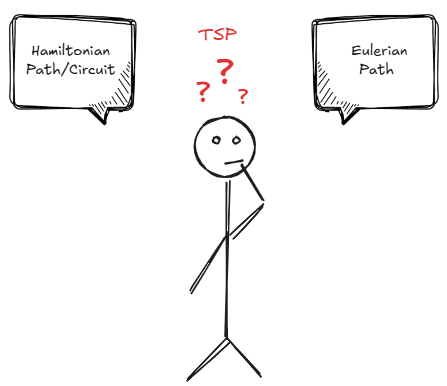 Hamiltonian
Path/Circuit
TSP
?
?
?
Eulerian
Path